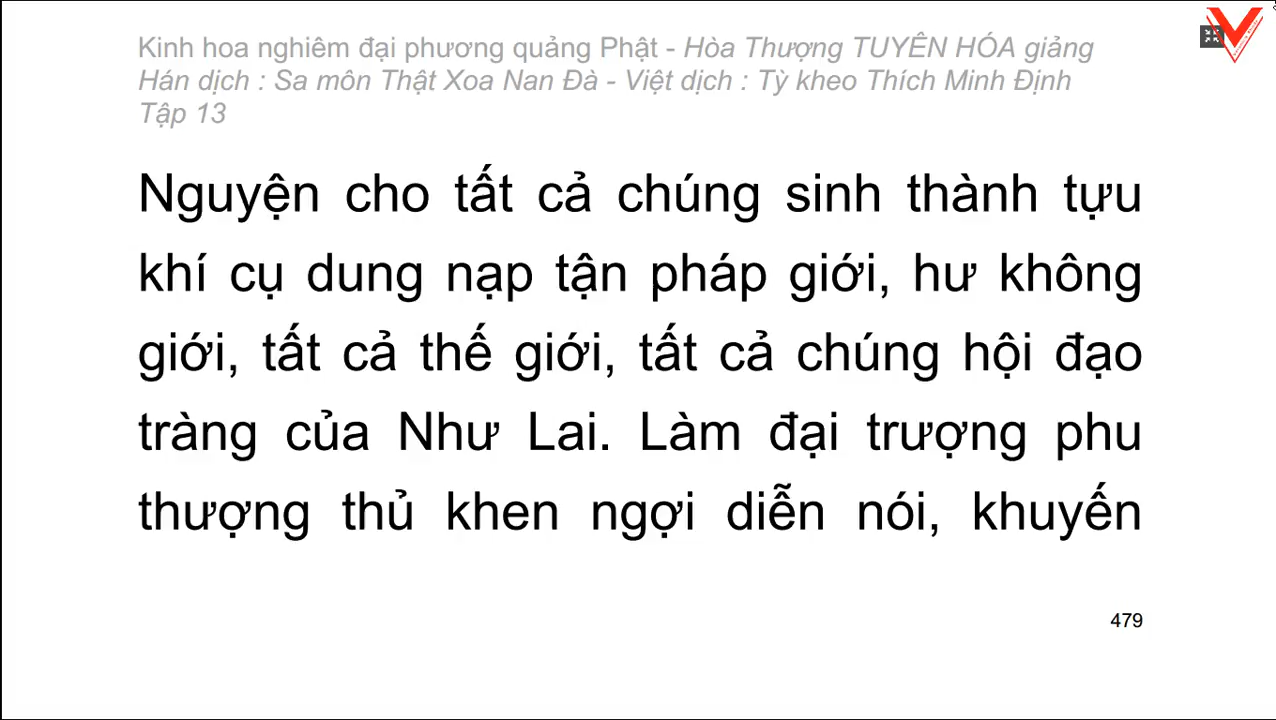 Kinh hoa nghiêm đại phương quảng Phật - Hòa Thượng TUYÊN HÓA giảng
Hán dịch : Sa môn Thật Xoa Nan Đà - Việt dịch : Tỳ kheo Thích Minh Định
Tập 13
Nguyện cho tất cả chúng sinh thành tựu
khí cụ dung nạp tận pháp giới, hư không
giới, tất cả thế giới, tất cả chúng hội đạo
tràng của Như Lai. Làm đại trượng phu
thượng thủ khen ngợi diễn nói, khuyến
479